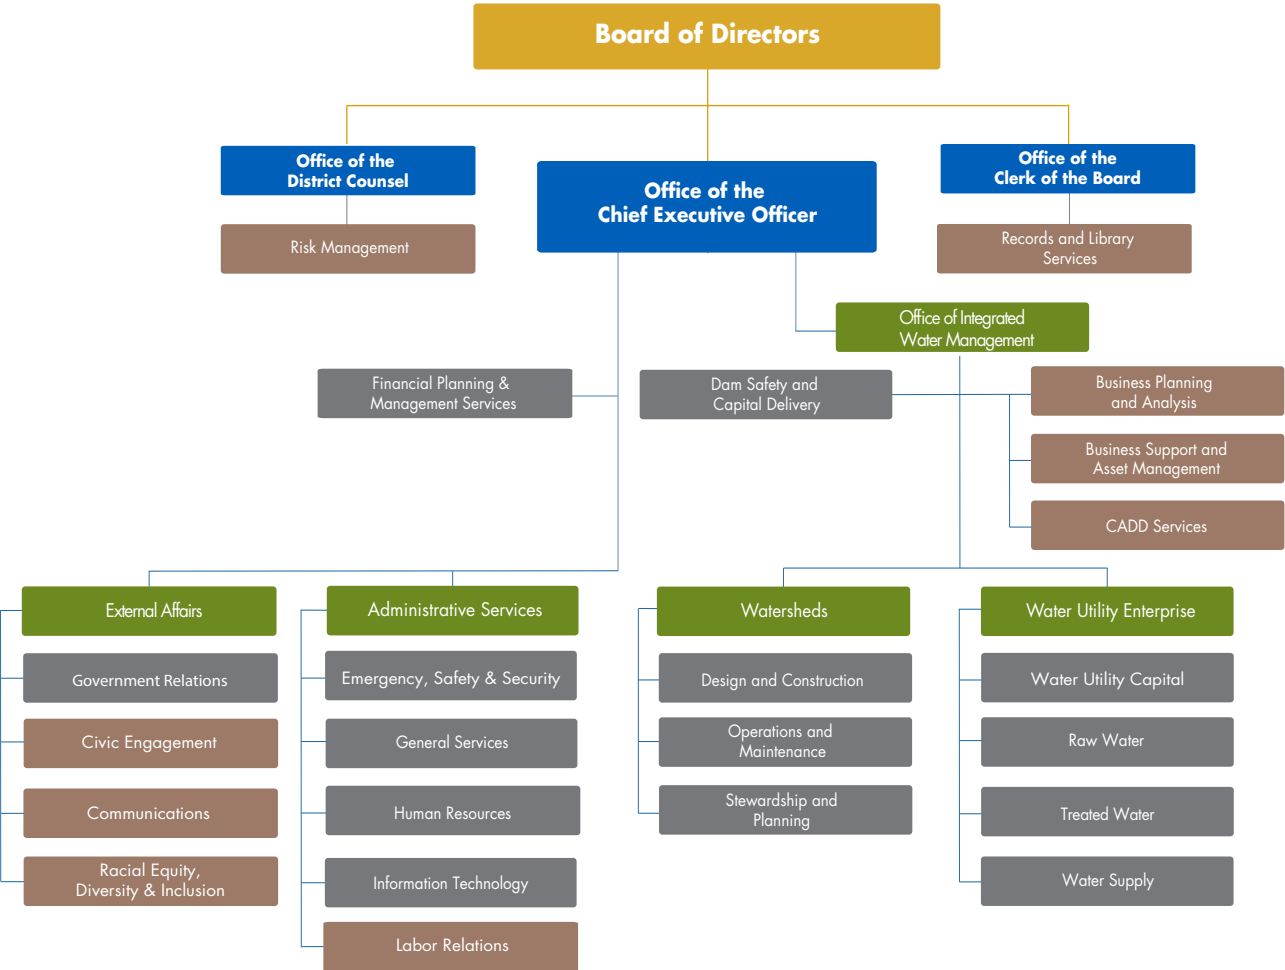 Board of Directors
Office of the
District Counsel
Office of the
Chief Executive Officer
Office of the
Clerk of the Board
Risk Management
Records and Library
Services
Office of Integrated
Water Management
Financial Planning &
Management Services
Dam Safety and
Capital Delivery
Business Planning
and Analysis
Business Support and
Asset Management
CADD Services
External Affairs
Government Relations
Civic Engagement
Communications
Racial Equity,
Diversity & Inclusion
Administrative Services
Emergency, Safety & Security
General Services
Human Resources
Information Technology
Labor Relations
Watersheds
Design and Construction
Operations and
Maintenance
Stewardship and
Planning
Water Utility Enterprise
Water Utility Capital
Raw Water
Treated Water
Water Supply